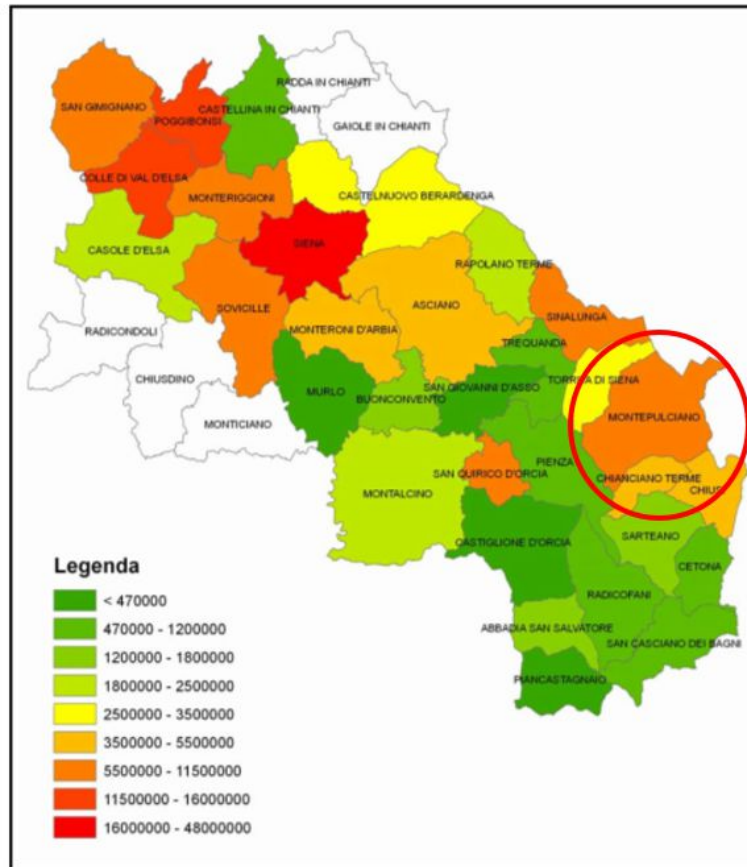 RADDA IN CHIANTI
SAN GIMIGNANO
CASTELLINA IN CHIANTI
POGGIBONSI
GAIOLE IN CHIANTI
COLLE DI VAL D'ELSA
MONTERIGGIONI
CASTELNUOVO BERARDENGA
CASOLE D'ELSA
SIENA
RAPOLANO TERME
SOVICILLE
ASCIANO
SINALUNGA
RADICONDOLI
MONTERONI D'ARBIA
TREQUANDA
CHIUSDINO
MURLO
SAN GIOVANNI D'ASSO
TORRITA DI SIENA
BUONCONVENTO
MONTICIANO
MONTEPULCIANO
PIENZA
SAN QUIRICO D'ORCIA
CHIANCIANO TERME
CHIUSI
MONTALCINO
SARTEANO
CASTIGLIONE D'ORCIA
CETONA
RADICOFANI
ABBADIA SAN SALVATORE
SAN CASCIANO DEI BAGNI
PIANCASTAGNAIO
Legenda
< 470000
470000 - 1200000
1200000 - 1800000
1800000 - 2500000
2500000 - 3500000
3500000 - 5500000
5500000 - 11500000
11500000 - 16000000
16000000 - 48000000